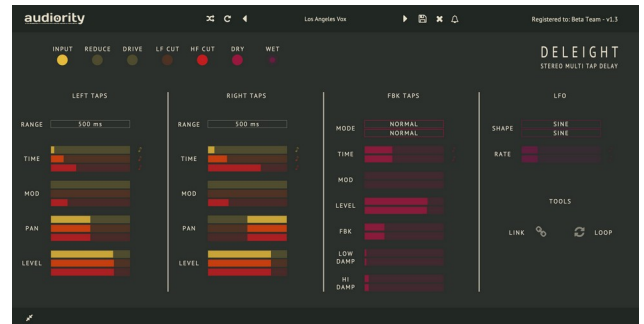 audiority
Los Angeles Vox
Registered to: Beta Team - v1.3
INPUT REDUCE DRIVE LF CUT HF CUT DRY WET
DELEIGHT
STEREO MULTI TAP DELAY
LEFT TAPS
RANGE 500 ms
TIME
MOD
PAN
LEVEL
RIGHT TAPS
RANGE 500 ms
TIME
MOD
PAN
LEVEL
FBK TAPS
MODE NORMAL
NORMAL
TIME
MOD
LEVEL
FBK
LOW
DAMP
HI
DAMP
LFO
SHAPE SINE
SINE
RATE
TOOLS
LINK LOOP